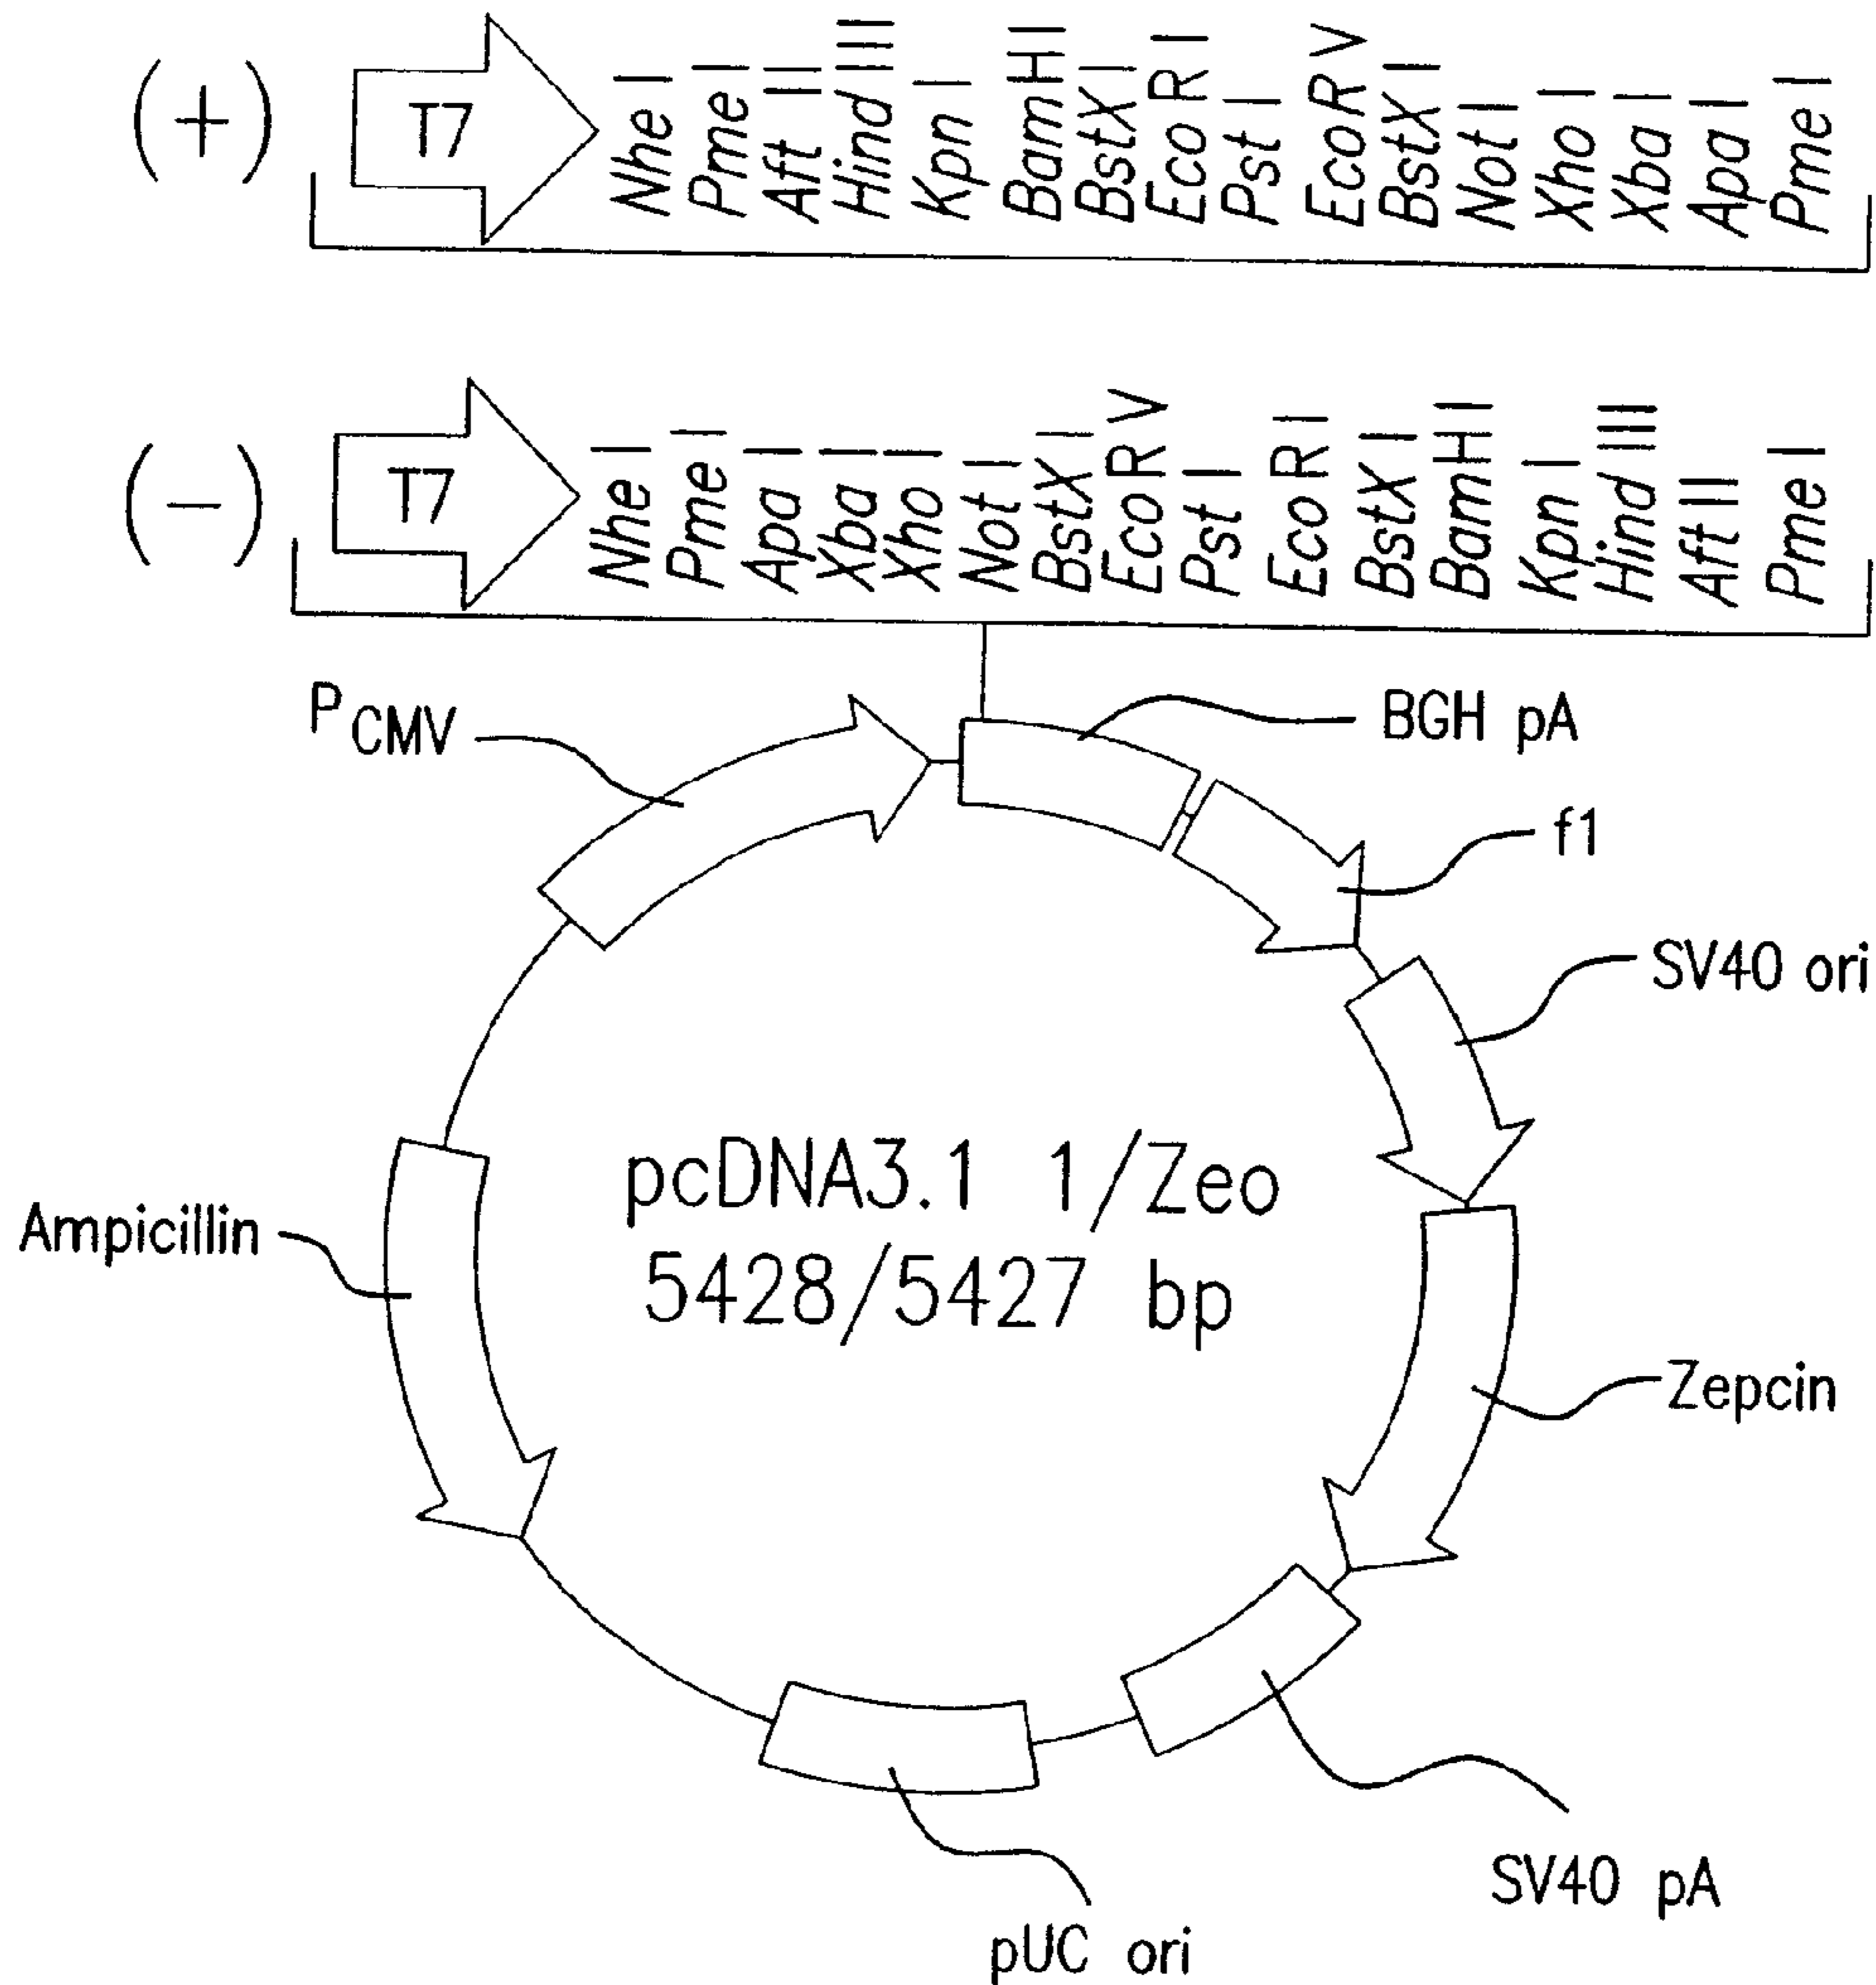 (+)
T7
Nhe I
Pme I
Aft II
Hind III
Kpn I
BamH I
BstX I
EcoR I
Pst I
EcoR V
BstX I
Not I
Xho I
Xba I
Apa I
Pme I
(−)
T7
Nhe I
Pme I
Apa I
Xba I
Xho I
Not I
BstX I
EcoR V
Pst I
EcoR I
BstX I
BamH I
Kpn I
Hind III
Aft II
Pme I
PCMV
BGH pA
f1
SV40 ori
pcDNA3.1 1/Zeo
5428/5427 bp
Ampicillin
Zepcin
SV40 pA
pUC ori